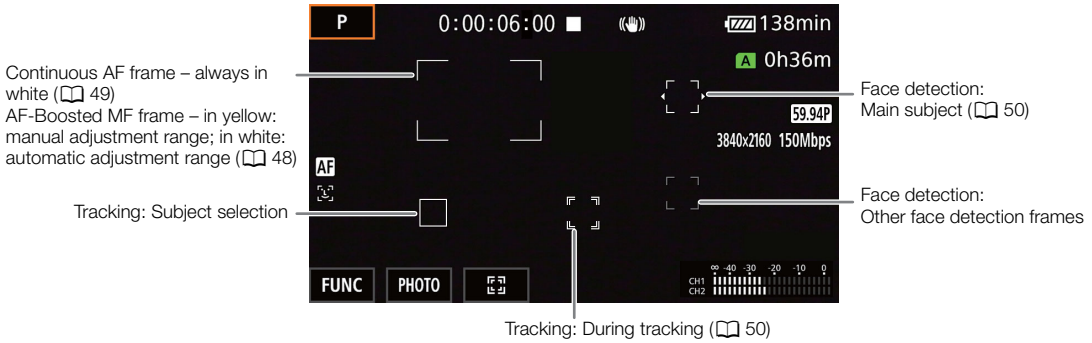 P
0:00:06:00
138min
A 0h36m
Continuous AF frame – always in
white ( 49)
AF-Boosted MF frame – in yellow:
manual adjustment range; in white:
automatic adjustment range ( 48)
Face detection:
Main subject ( 50)
59.94P
3840x2160 150Mbps
AF
Tracking: Subject selection
Face detection:
Other face detection frames
FUNC
PHOTO
∞ -40 -30 -20 -10 0
CH1
CH2
Tracking: During tracking ( 50)